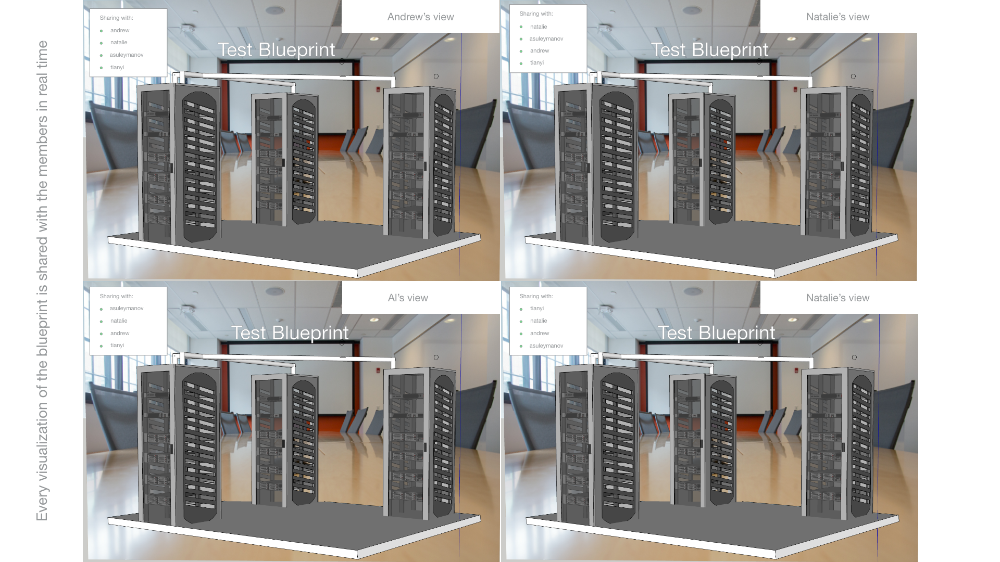 Every visualization of the blueprint is shared with the members in real time
Sharing with:
andrew
natalie
asuleymanov
tianyi
Andrew's view
Test Blueprint
Sharing with:
natalie
asuleymanov
andrew
tianyi
Natalie's view
Test Blueprint
Sharing with:
asuleymanov
natalie
andrew
tianyi
Al's view
Test Blueprint
Sharing with:
tianyi
natalie
andrew
asuleymanov
Natalie's view
Test Blueprint